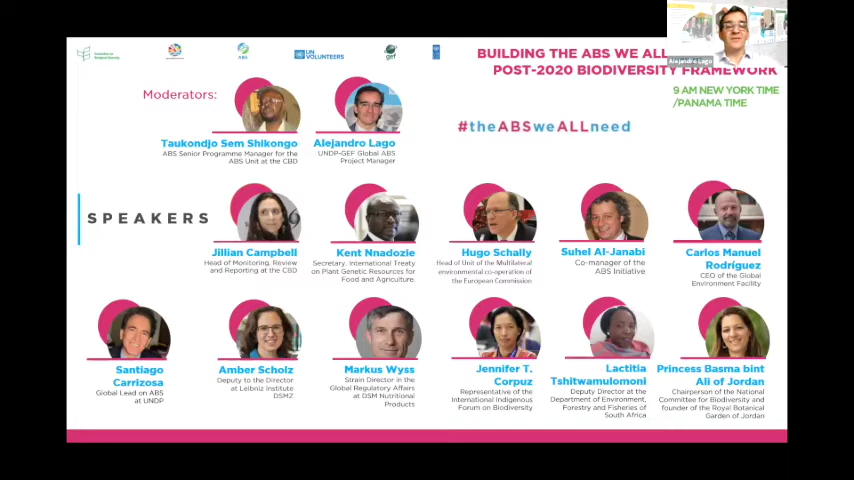 Convention on
Biological Diversity
ABS
UN
VOLUNTEERS
gef
BUILDING THE ABS WE ALL
POST-2020 BIODIVERSITY FRAMEWORK
Alejandro Lago
9 AM NEW YORK TIME
/PANAMA TIME
Moderators:
#theABSweALLneed
Taukondjo Sem Shikongo
ABS Senior Programme Manager for the
ABS Unit at the CBD
Alejandro Lago
UNDP-GEF Global ABS
Project Manager
SPEAKERS
Jillian Campbell
Head of Monitoring, Review
and Reporting at the CBD
Kent Nnadozie
Secretary, International Treaty
on Plant Genetic Resources for
Food and Agriculture.
Hugo Schally
Head of Unit of the Multilateral
environmental co-operation of
the European Commission
Suhel Al-Janabi
Co-manager of the
ABS Initiative
Carlos Manuel
Rodríguez
CEO of the Global
Environment Facility
Santiago
Carrizosa
Global Lead on ABS
at UNDP
Amber Scholz
Deputy to the Director
at Leibniz Institute
DSMZ
Markus Wyss
Strain Director in the
Global Regulatory Affairs
at DSM Nutritional
Products
Jennifer T.
Corpuz
Representative of the
International Indigenous
Forum on Biodiversity
Lactitia
Tshitwamulomoni
Deputy Director at the
Department of Environment,
Forestry and Fisheries of
South Africa
Princess Basma bint
Ali of Jordan
Chairperson of the National
Committee for Biodiversity and
founder of the Royal Botanical
Garden of Jordan